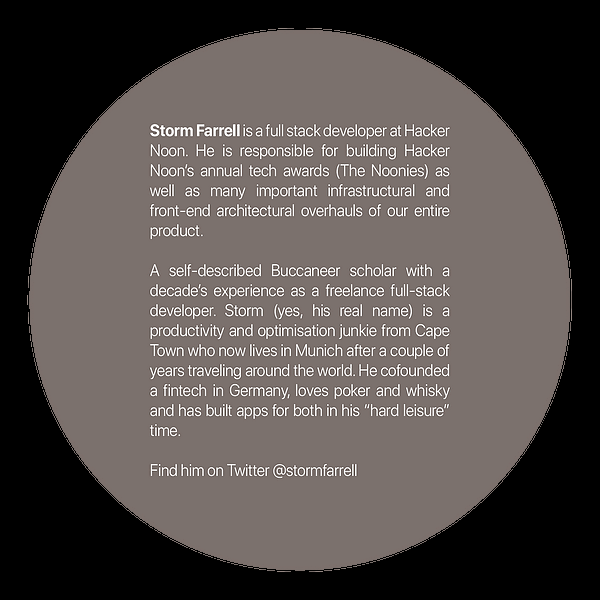 Storm Farrell is a full stack developer at Hacker
Noon. He is responsible for building Hacker
Noon's annual tech awards (The Noonies) as
well as many important infrastructural and
front-end architectural overhauls of our entire
product.
A self-described Buccaneer scholar with a
decade's experience as a freelance full-stack
developer. Storm (yes, his real name) is a
productivity and optimisation junkie from Cape
Town who now lives in Munich after a couple of
years traveling around the world. He cofounded
a fintech in Germany, loves poker and whisky
and has built apps for both in his “hard leisure”
time.
Find him on Twitter @stormfarrell